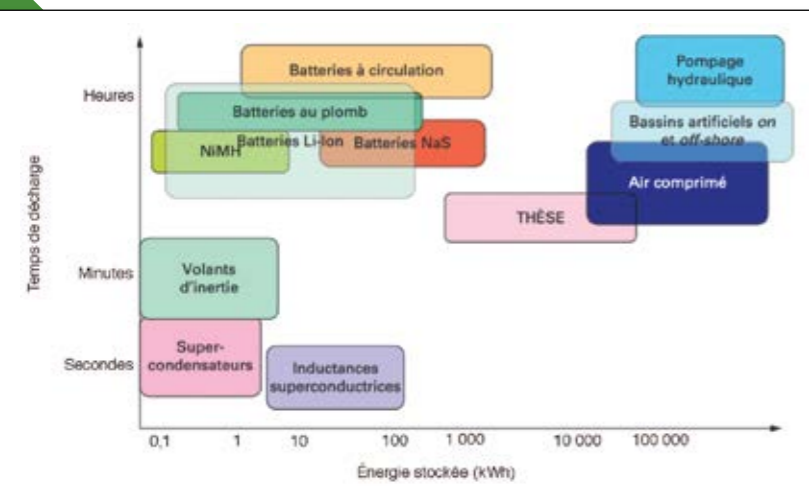 Temps de décharge
Heures
Minutes
Secondes
Batteries à circulation
Batteries au plomb
Batteries Li-Ion
NiMH
Batteries NaS
Pompage
hydraulique
Bassins artificiels on
et off-shore
Air comprimé
THÈSE
Volants
d'inertie
Super-
condensateurs
Inductances
superconductrices
0,1
1
10
100
1 000
10 000
100 000
Énergie stockée (kWh)